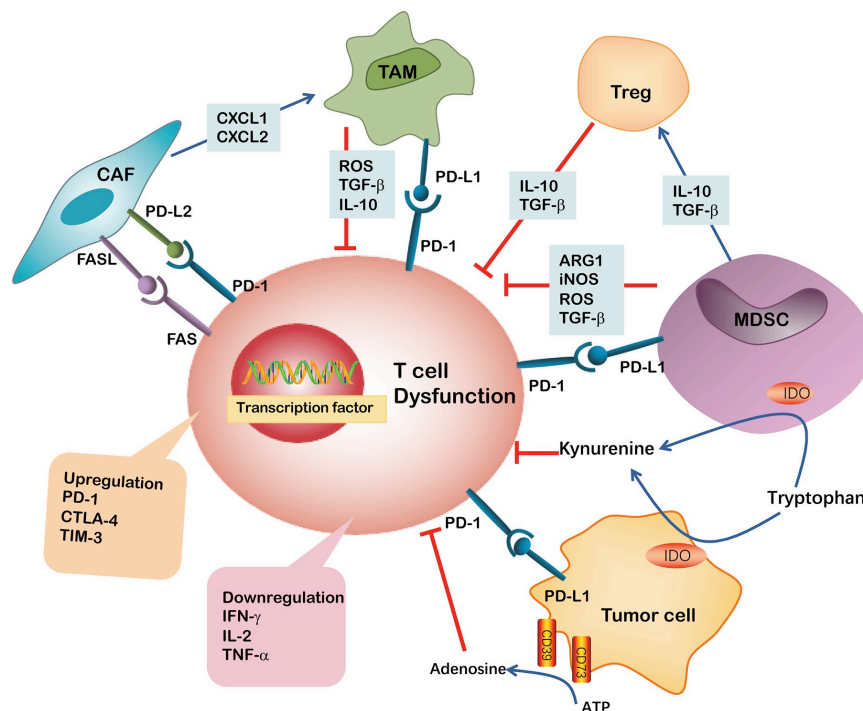 TAM
Treg
CXCL1
CXCL2
CAF
ROS
TGF-β
IL-10
PD-L1
IL-10
TGF-β
IL-10
TGF-β
PD-L2
FASL
PD-1
PD-1
FAS
ARG1
iNOS
ROS
TGF-β
MDSC
T cell
Dysfunction
PD-1
PD-L1
IDO
Transcription factor
Kynurenine
Tryptophan
Upregulation
PD-1
CTLA-4
TIM-3
PD-1
IDO
Downregulation
IFN-γ
IL-2
TNF-α
PD-L1
Tumor cell
CD39
CD73
Adenosine
ATP